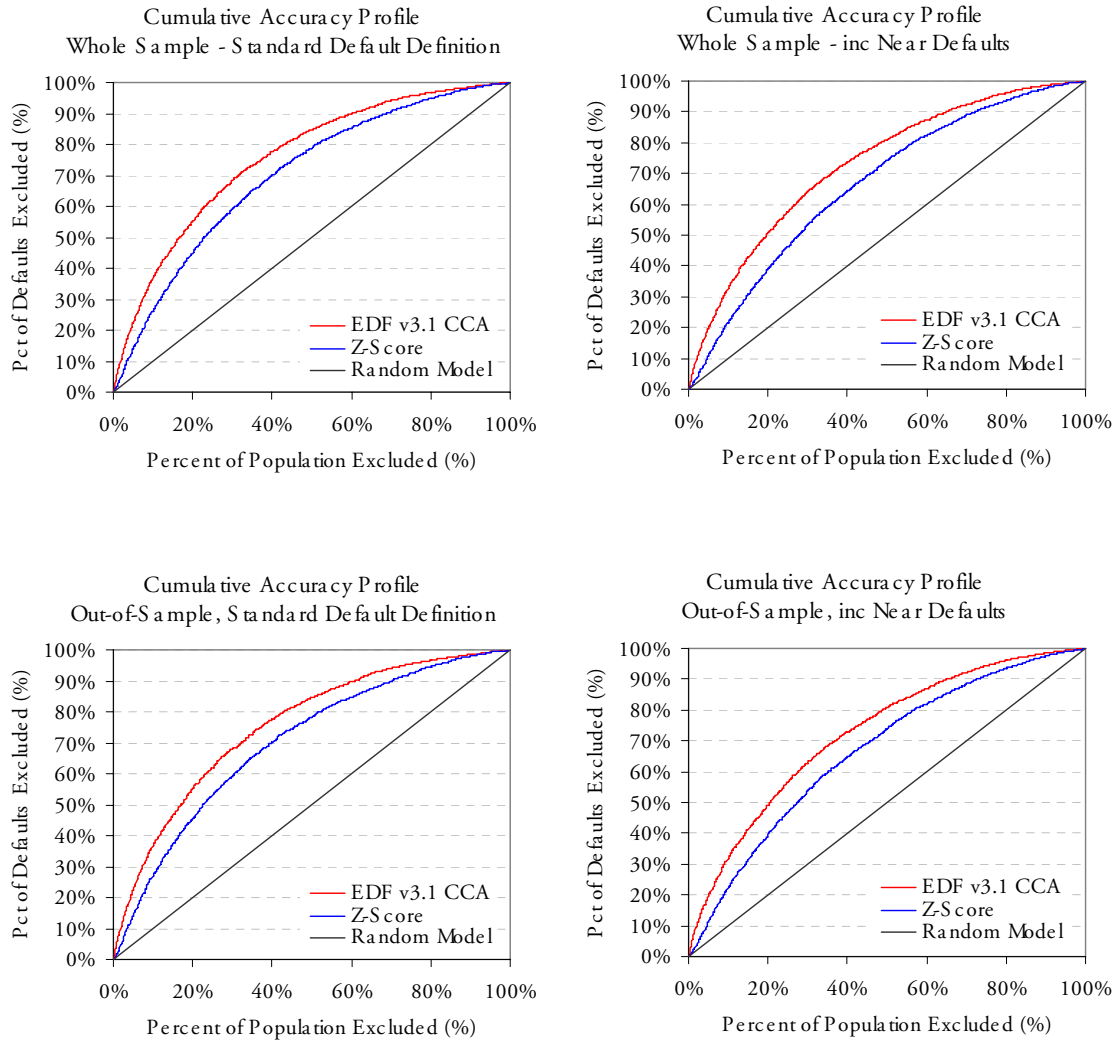 Cumulative Accuracy Profile
Whole Sample - Standard Default Definition
Pct of Defaults Excluded (%)
100%
90%
80%
70%
60%
50%
40%
30%
20%
10%
0%
EDF v3.1 CCA
Z-Score
Random Model
0% 20% 40% 60% 80% 100%
Percent of Population Excluded (%)
Cumulative Accuracy Profile
Whole Sample - inc Near Defaults
Pct of Defaults Excluded (%)
100%
90%
80%
70%
60%
50%
40%
30%
20%
10%
0%
EDF v3.1 CCA
Z-Score
Random Model
0% 20% 40% 60% 80% 100%
Percent of Population Excluded (%)
Cumulative Accuracy Profile
Out-of-Sample, Standard Default Definition
Pct of Defaults Excluded (%)
100%
90%
80%
70%
60%
50%
40%
30%
20%
10%
0%
EDF v3.1 CCA
Z-Score
Random Model
0% 20% 40% 60% 80% 100%
Percent of Population Excluded (%)
Cumulative Accuracy Profile
Out-of-Sample, inc Near Defaults
Pct of Defaults Excluded (%)
100%
90%
80%
70%
60%
50%
40%
30%
20%
10%
0%
EDF v3.1 CCA
Z-Score
Random Model
0% 20% 40% 60% 80% 100%
Percent of Population Excluded (%)